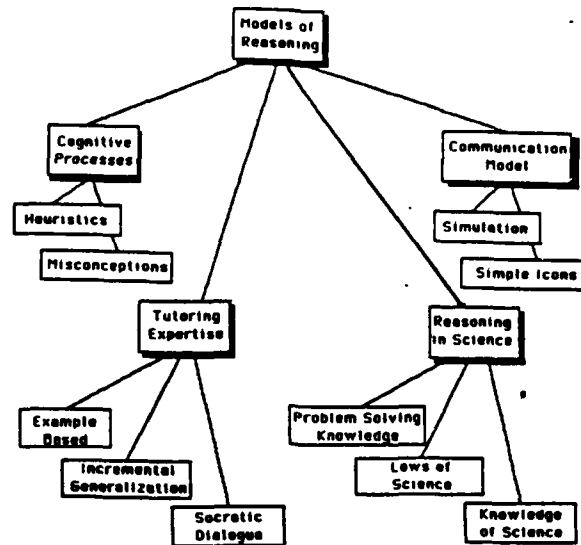 Models of
Reasoning
Cognitive
Processes
Communication
Model
Heuristics
Simulation
Misconceptions
Simple Icons
Tutoring
Expertise
Reasoning
in Science
Example
Based
Problem Solving
Knowledge
Incremental
Generalization
Laws of
Science
Socratic
Dialogue
Knowledge
of Science